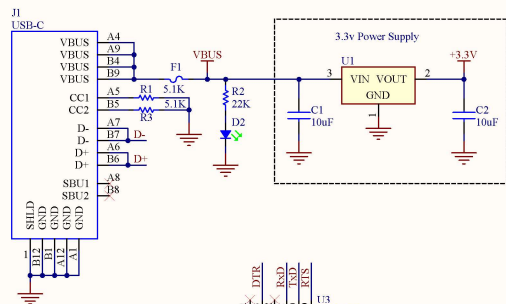 J1
USB-C
VBUS A4
VBUS A9
VBUS B4
VBUS B9
CC1 A5
CC2 B5
D- A7
D- B7 D-
D+ A6
D+ B6 D+
SBU1 A8
SBU2 B8
SHLD
GND
GND
GND
GND
1
B12
B1
A12
A1
F1
R1 5.1K
R3 5.1K
VBUS
R2
22K
D2
3.3v Power Supply
U1
3 VIN VOUT 2
GND
1
C1
10uF
+3.3V
C2
10uF
DTR
RxD
TxD
RTS
U3